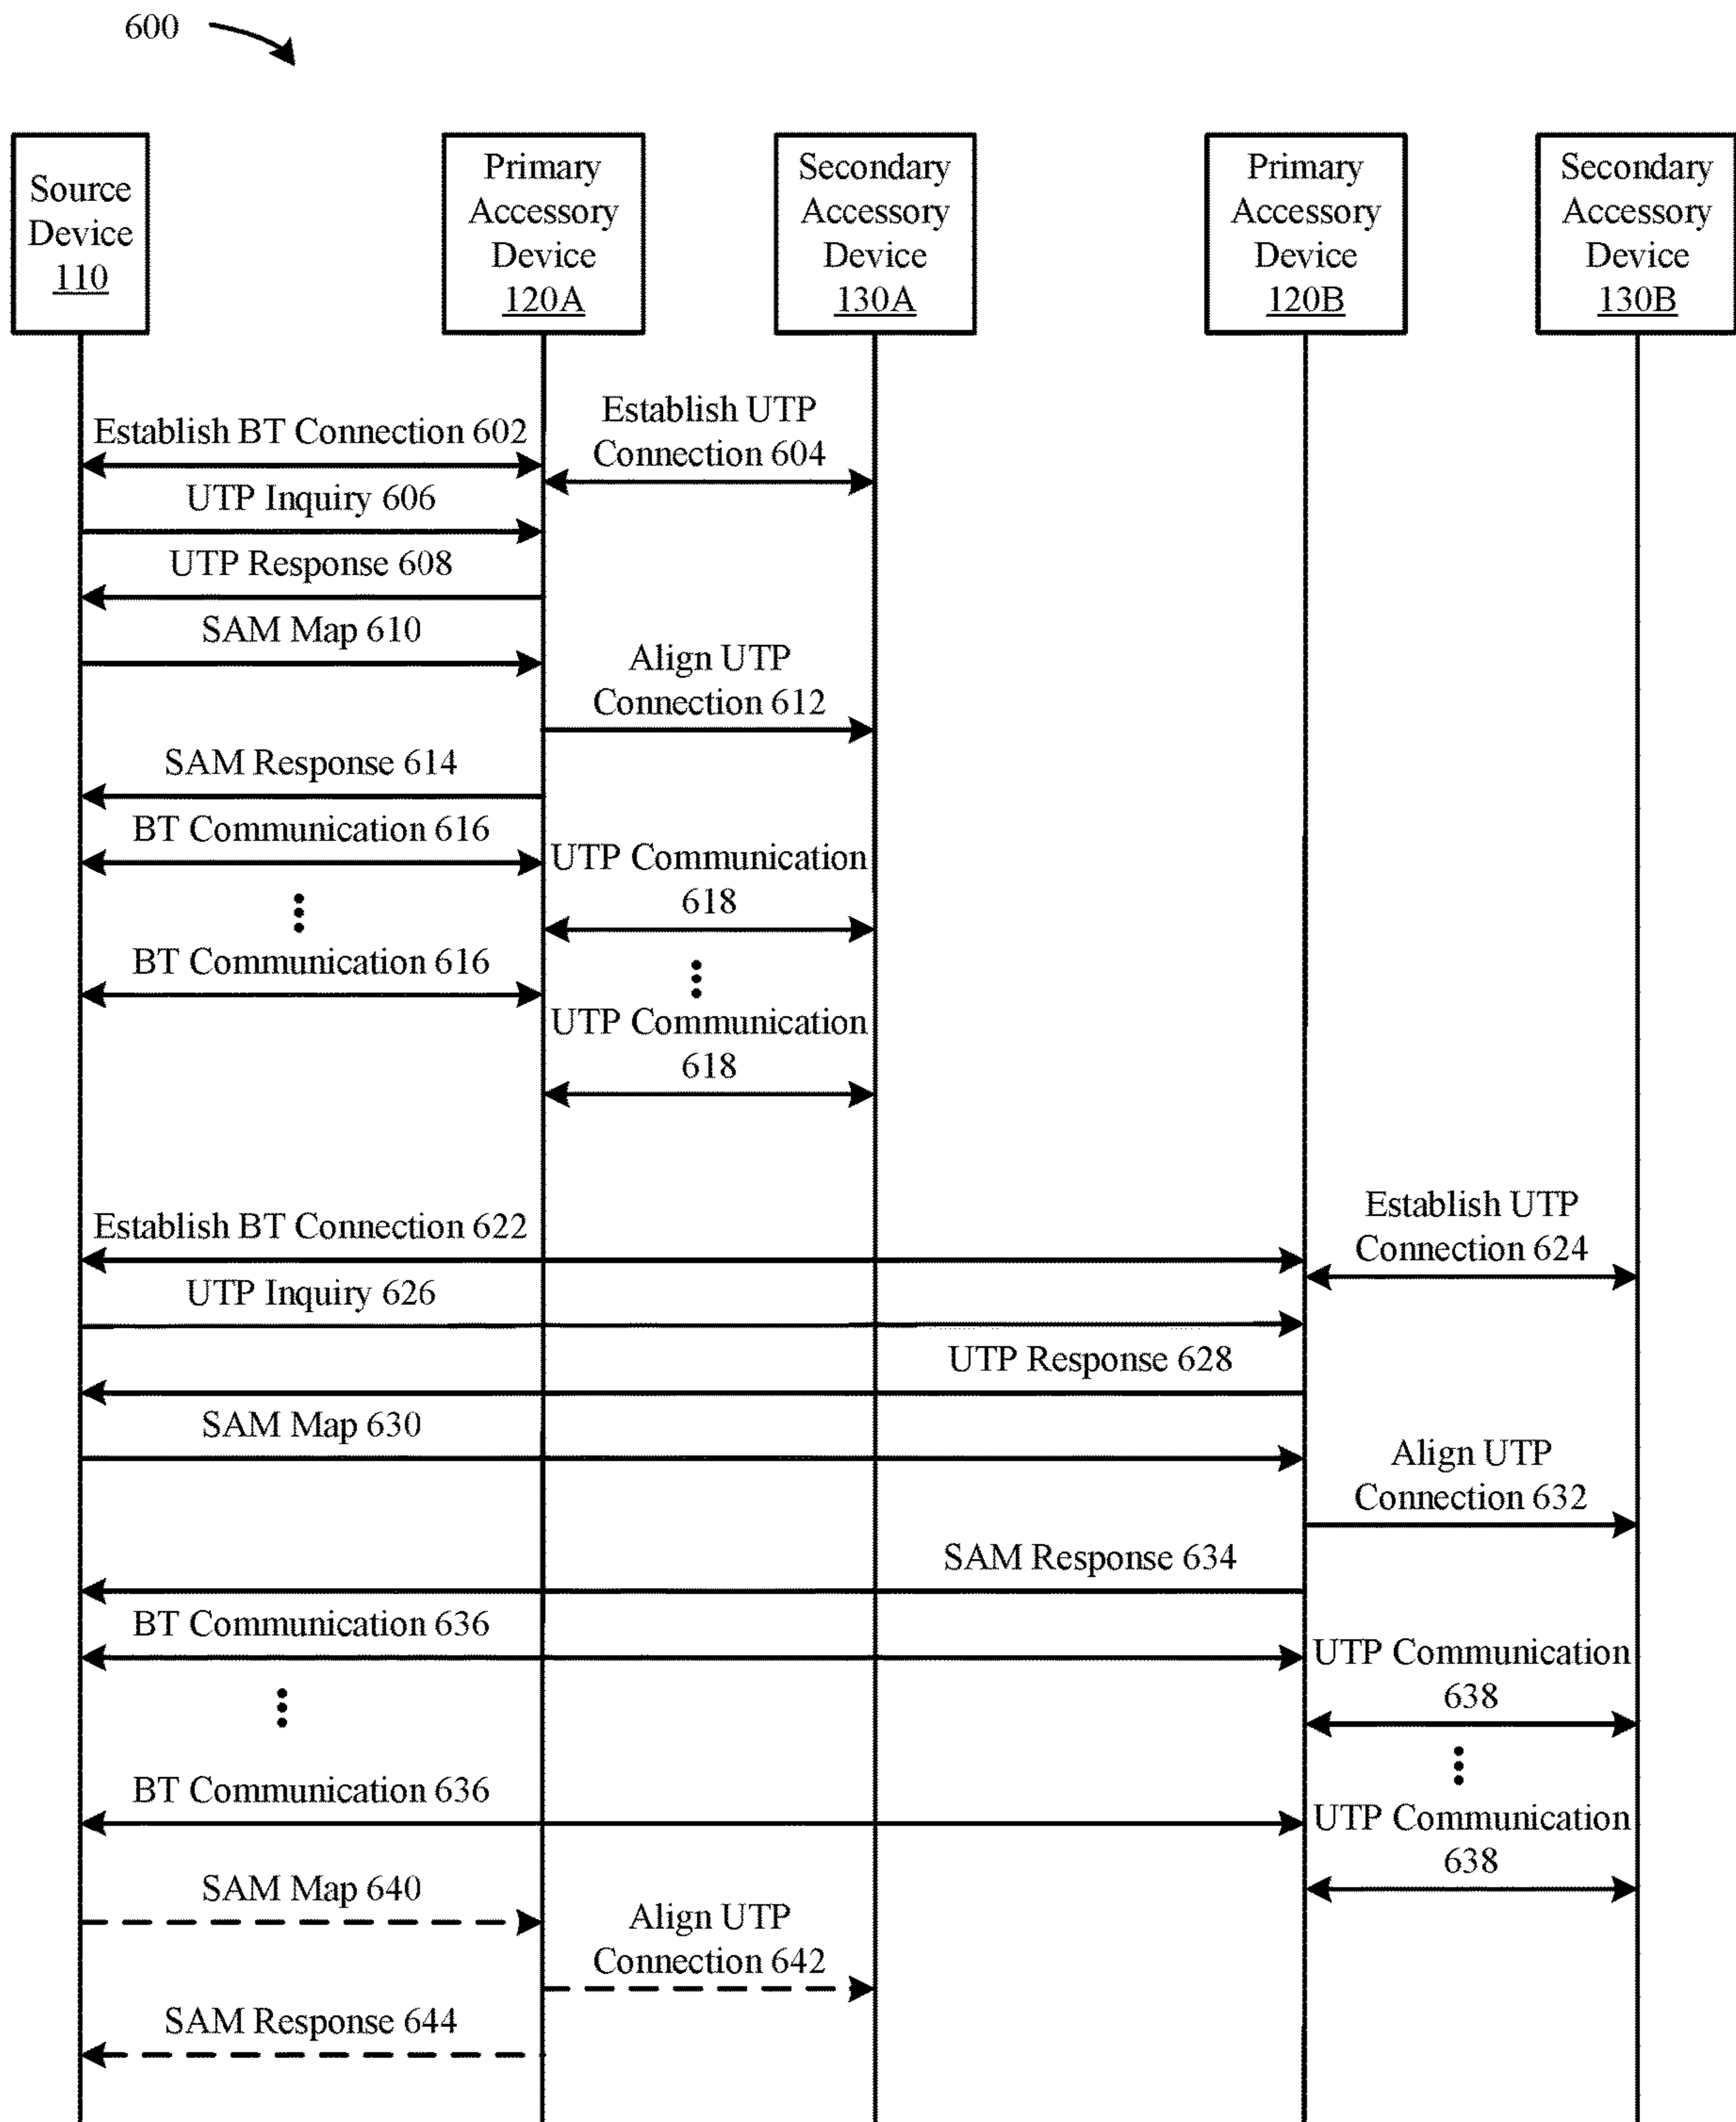 600
Source
Device
110
Primary
Accessory
Device
120A
Secondary
Accessory
Device
130A
Primary
Accessory
Device
120B
Secondary
Accessory
Device
130B
Establish BT Connection 602
Establish UTP
Connection 604
UTP Inquiry 606
UTP Response 608
SAM Map 610
Align UTP
Connection 612
SAM Response 614
BT Communication 616
UTP Communication
618
BT Communication 616
UTP Communication
618
Establish BT Connection 622
Establish UTP
Connection 624
UTP Inquiry 626
UTP Response 628
SAM Map 630
Align UTP
Connection 632
SAM Response 634
BT Communication 636
UTP Communication
638
BT Communication 636
UTP Communication
638
SAM Map 640
Align UTP
Connection 642
SAM Response 644